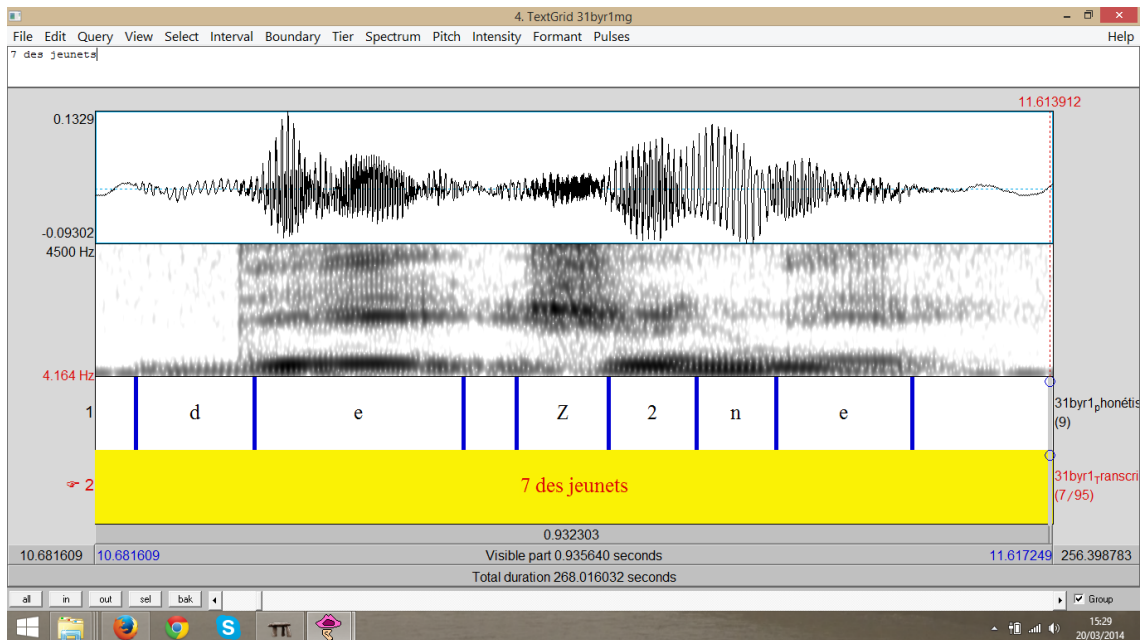 4. TextGrid 31byr1mg
File Edit Query View Select Interval Boundary Tier Spectrum Pitch Intensity Formant Pulses Help
7 des jeunets
11.613912
0.1329
-0.09302
4500 Hz
4.164 Hz
1 d e Z 2 n e 31byr1phonétis
(9)
2 7 des jeunets 31byr1Transcri
(7/95)
0.932303
10.681609 10.681609 Visible part 0.935640 seconds 11.617249 256.398783
Total duration 268.016032 seconds
all in out sel bak Group
15:29
20/03/2014